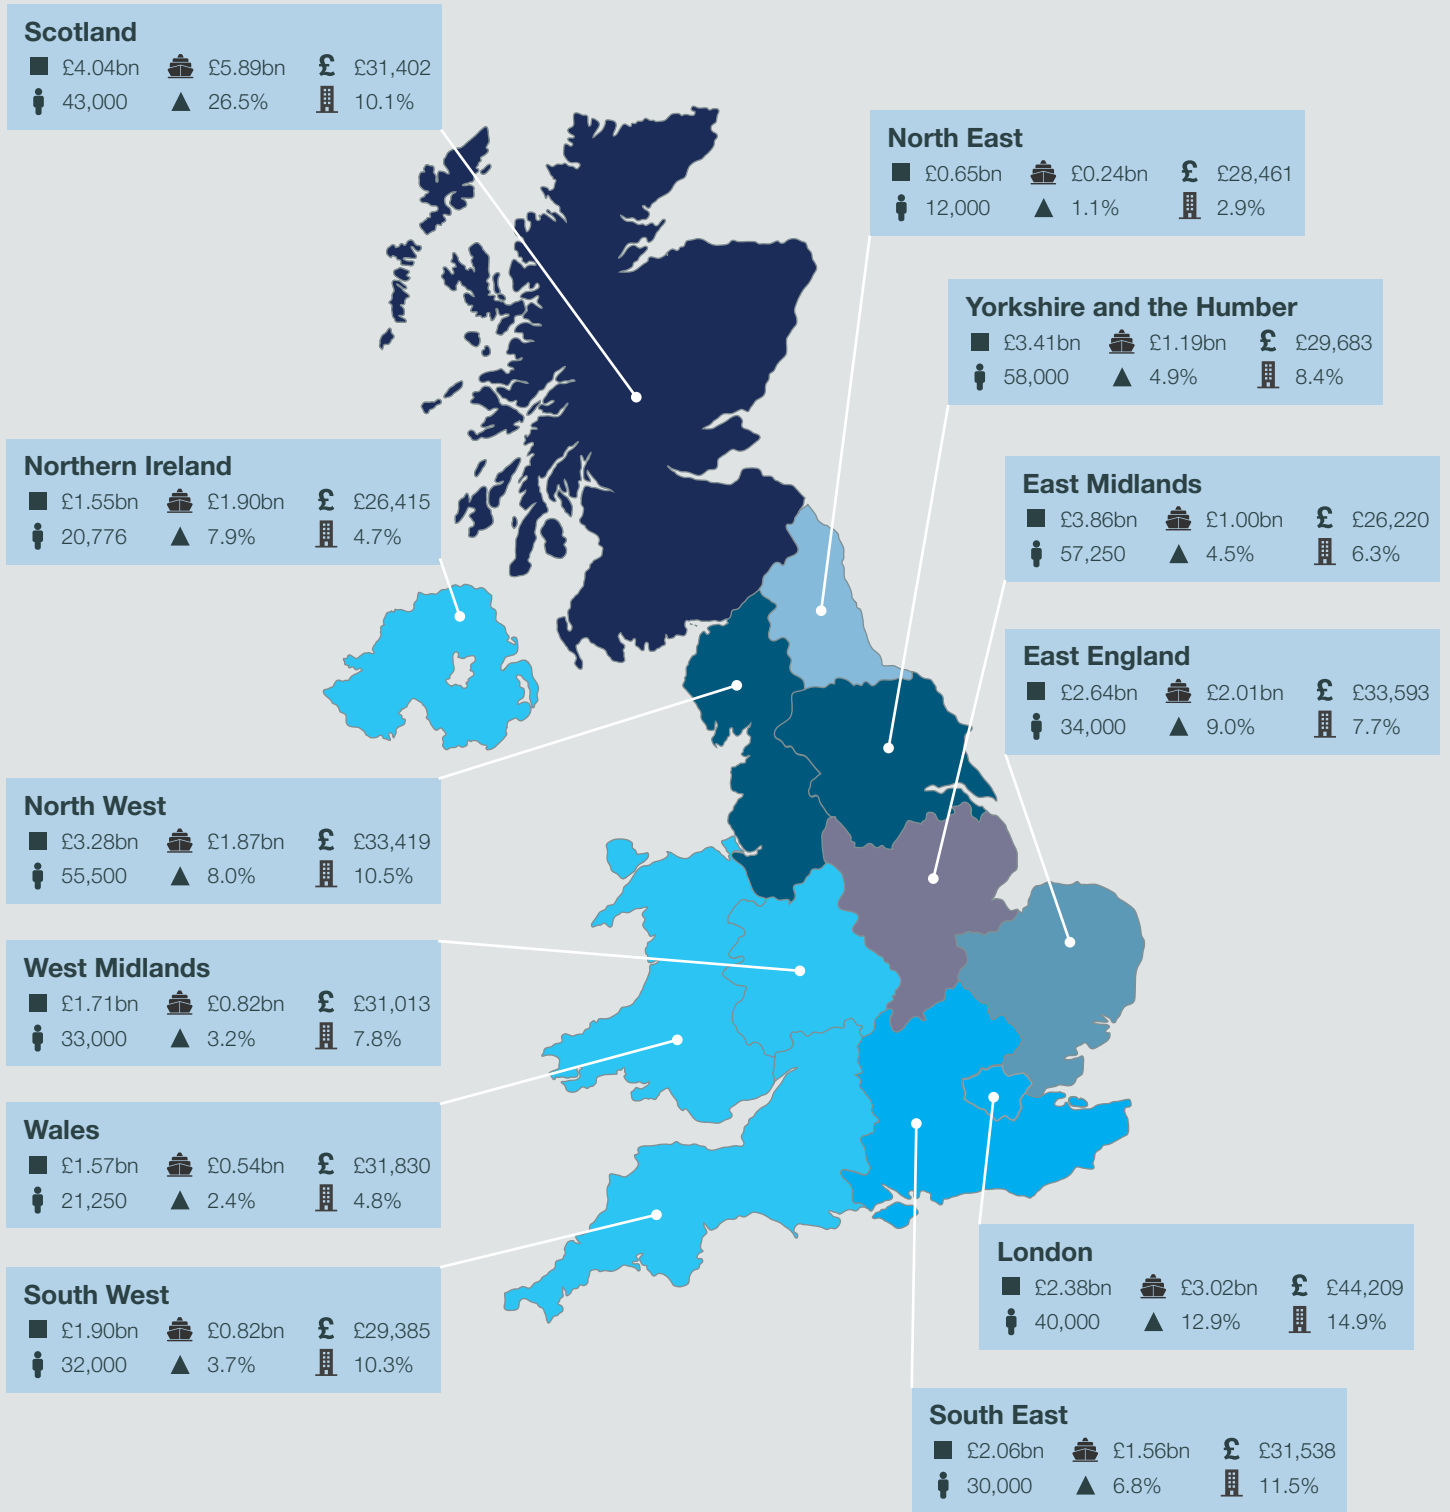 Scotland
£4.04bn £5.89bn £ £31,402
43,000 26.5% 10.1%
North East
£0.65bn £0.24bn £ £28,461
12,000 1.1% 2.9%
Yorkshire and the Humber
£3.41bn £1.19bn £ £29,683
58,000 4.9% 8.4%
Northern Ireland
£1.55bn £1.90bn £ £26,415
20,776 7.9% 4.7%
East Midlands
£3.86bn £1.00bn £ £26,220
57,250 4.5% 6.3%
East England
£2.64bn £2.01bn £ £33,593
34,000 9.0% 7.7%
North West
£3.28bn £1.87bn £ £33,419
55,500 8.0% 10.5%
West Midlands
£1.71bn £0.82bn £ £31,013
33,000 3.2% 7.8%
Wales
£1.57bn £0.54bn £ £31,830
21,250 2.4% 4.8%
South West
£1.90bn £0.82bn £ £29,385
32,000 3.7% 10.3%
London
£2.38bn £3.02bn £ £44,209
40,000 12.9% 14.9%
South East
£2.06bn £1.56bn £ £31,538
30,000 6.8% 11.5%